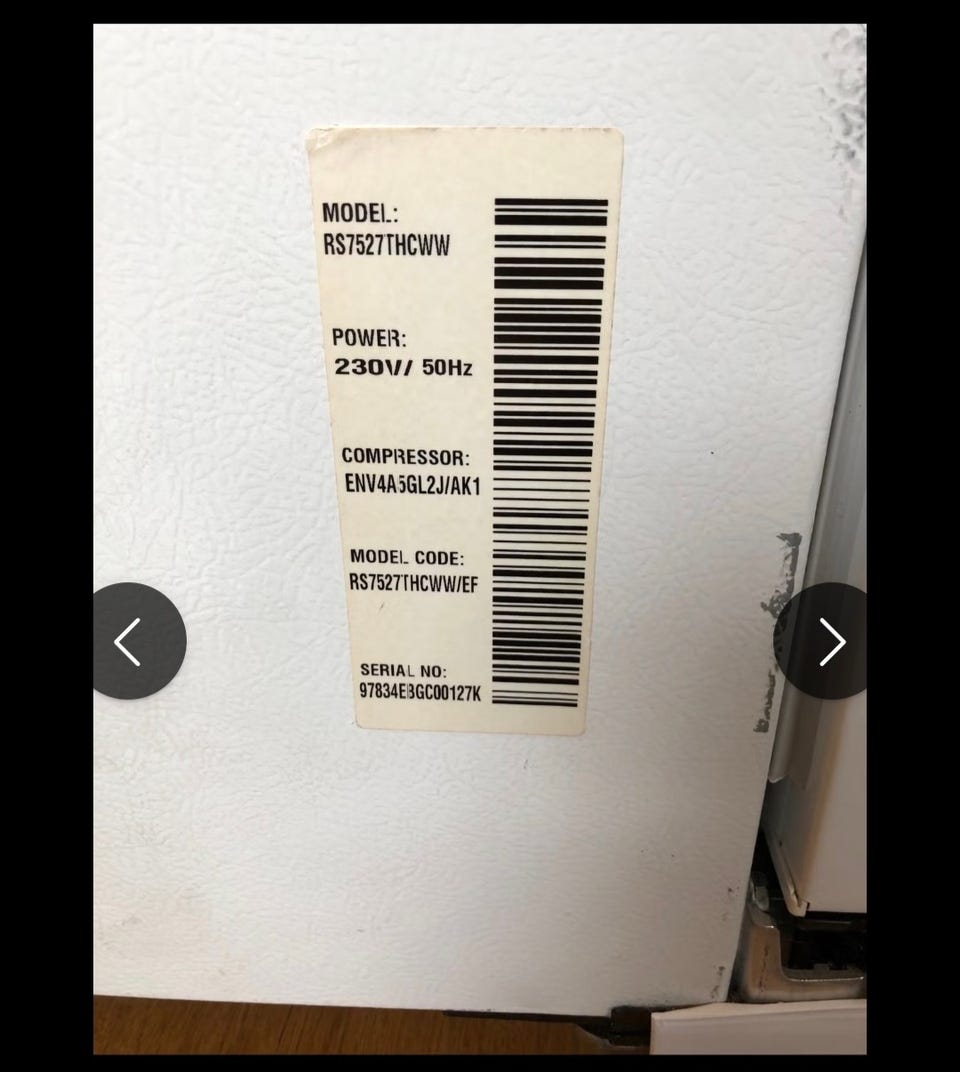 MODEL:
RS7527THCWW
POWER:
230V/ 50Hz
COMPRESSOR:
ENV4A5GL2J/AK1
MODEL CODE:
RS7527THCWW/EF
SERIAL NO:
97834EBGC00127K